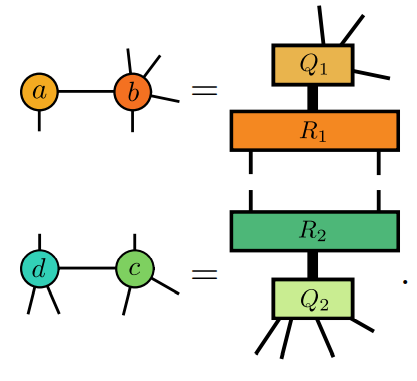 a b = Q₁
R₁
R₂
d c = Q₂ .